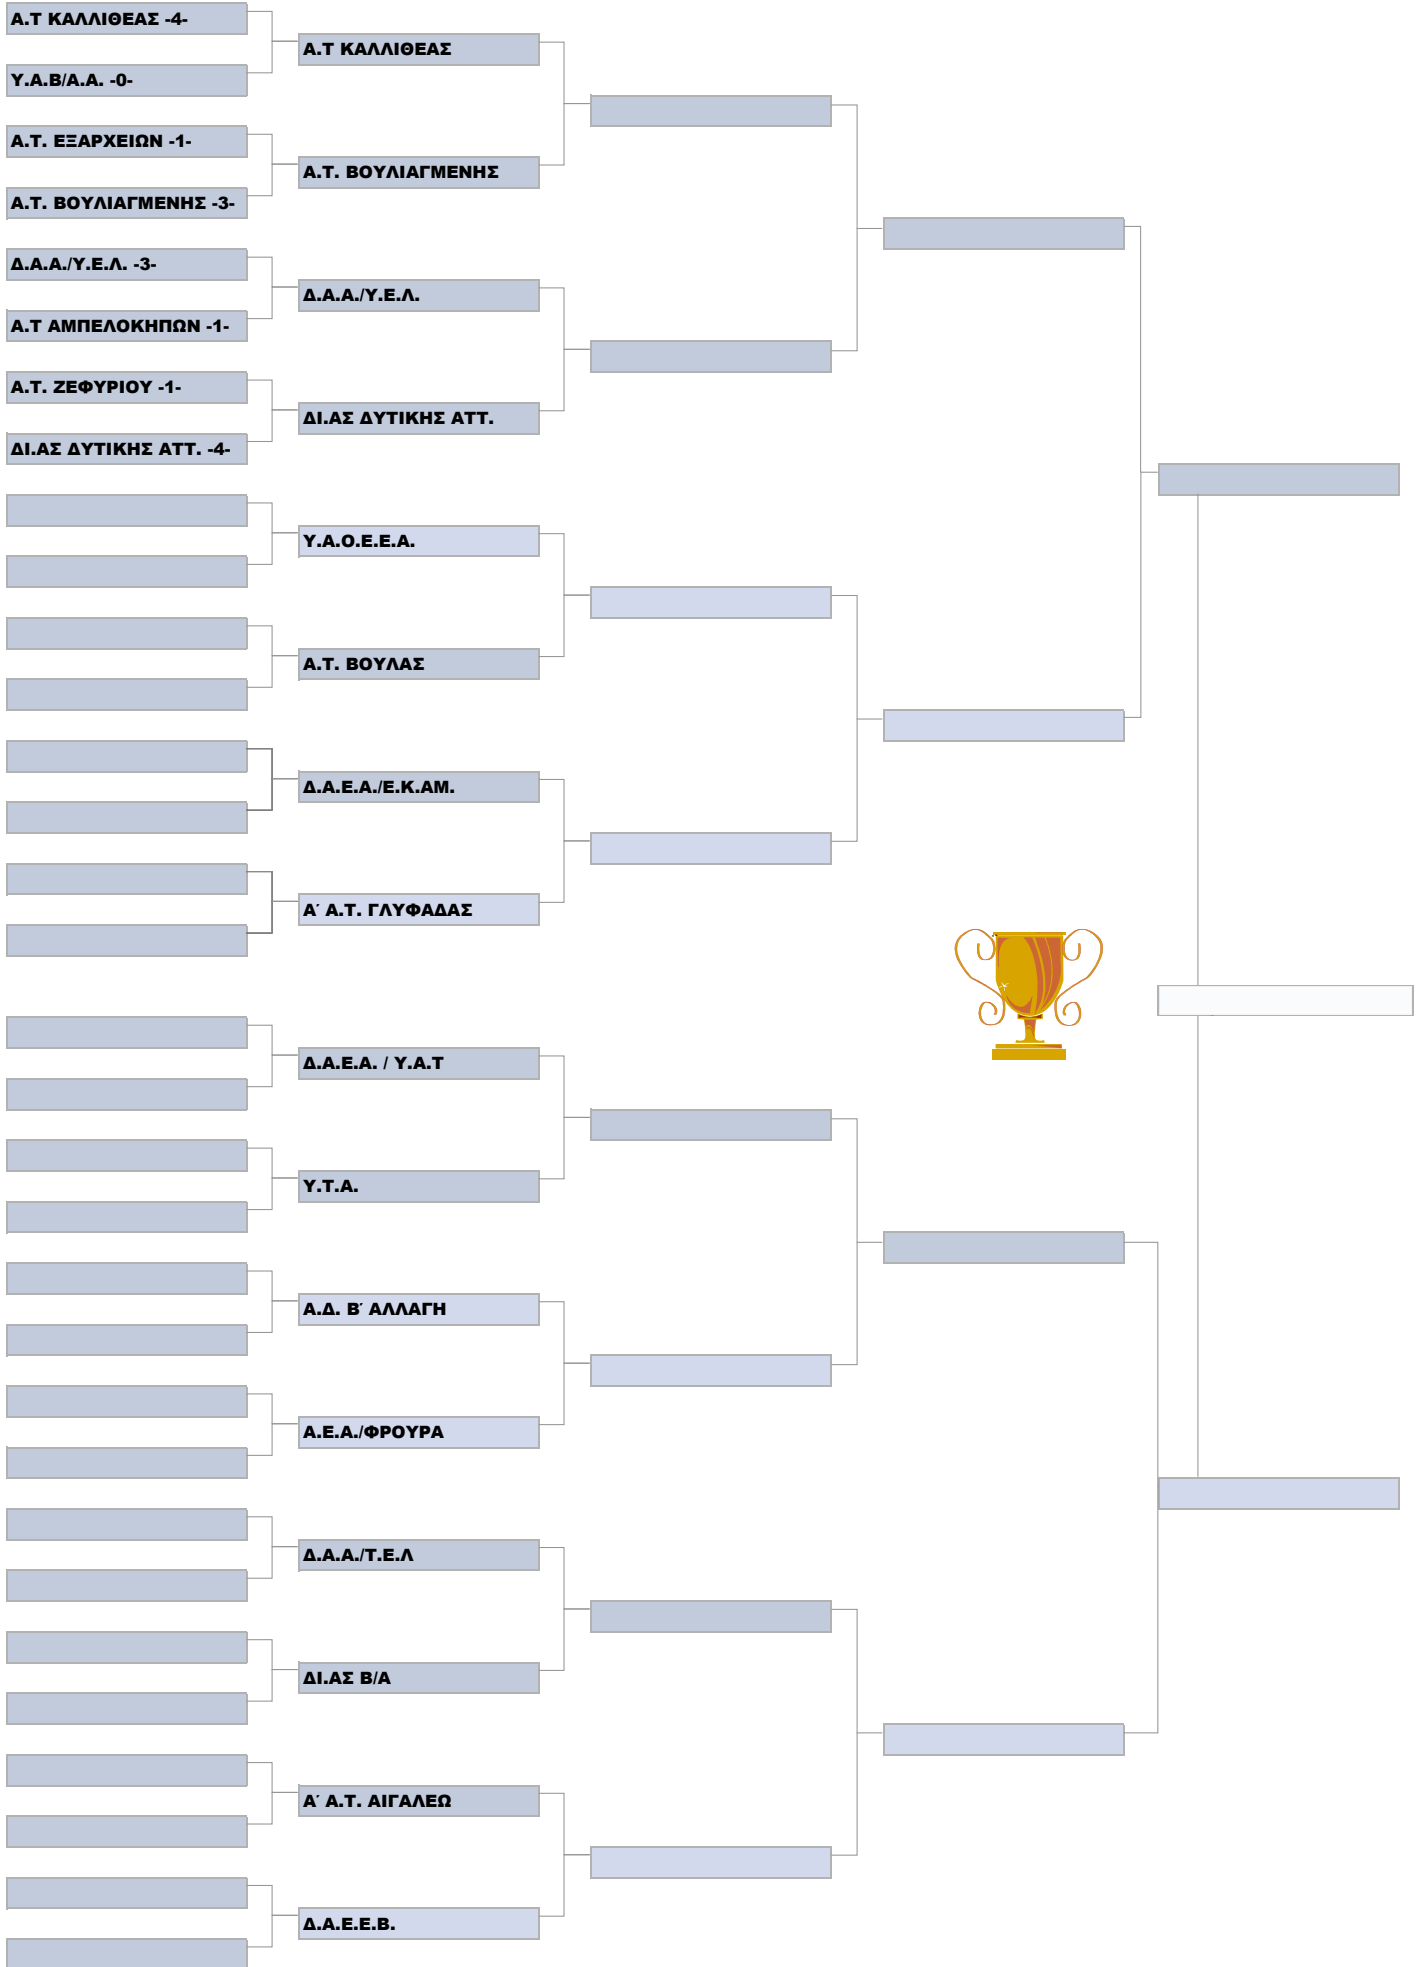 Α.Τ ΚΑΛΛΙΘΕΑΣ -4-
Υ.Α.Β/Α.Α. -0-
Α.Τ. ΕΞΑΡΧΕΙΩΝ -1-
Α.Τ. ΒΟΥΛΙΑΓΜΕΝΗΣ -3-
Δ.Α.Α./Υ.Ε.Λ. -3-
Α.Τ ΑΜΠΕΛΟΚΗΠΩΝ -1-
Α.Τ. ΖΕΦΥΡΙΟΥ -1-
ΔΙ.ΑΣ ΔΥΤΙΚΗΣ ΑΤΤ. -4-
Α.Τ ΚΑΛΛΙΘΕΑΣ
Α.Τ. ΒΟΥΛΙΑΓΜΕΝΗΣ
Δ.Α.Α./Υ.Ε.Λ.
ΔΙ.ΑΣ ΔΥΤΙΚΗΣ ΑΤΤ.
Υ.Α.Ο.Ε.Ε.Α.
Α.Τ. ΒΟΥΛΑΣ
Δ.Α.Ε.Α./Ε.Κ.ΑΜ.
Α΄ Α.Τ. ΓΛΥΦΑΔΑΣ
Δ.Α.Ε.Α. / Υ.Α.Τ
Υ.Τ.Α.
Α.Δ. Β΄ ΑΛΛΑΓΗ
Α.Ε.Α./ΦΡΟΥΡΑ
Δ.Α.Α./Τ.Ε.Λ
ΔΙ.ΑΣ Β/Α
Α΄ Α.Τ. ΑΙΓΑΛΕΩ
Δ.Α.Ε.Ε.Β.